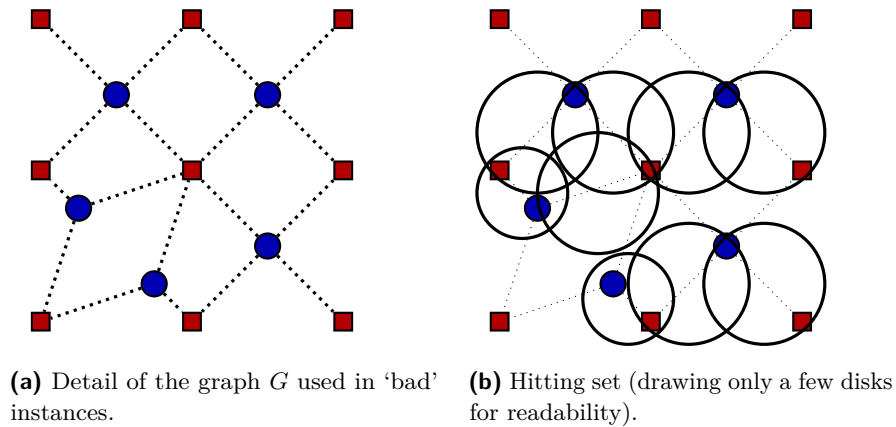 (a) Detail of the graph G used in ‘bad’
instances.
(b) Hitting set (drawing only a few disks
for readability).